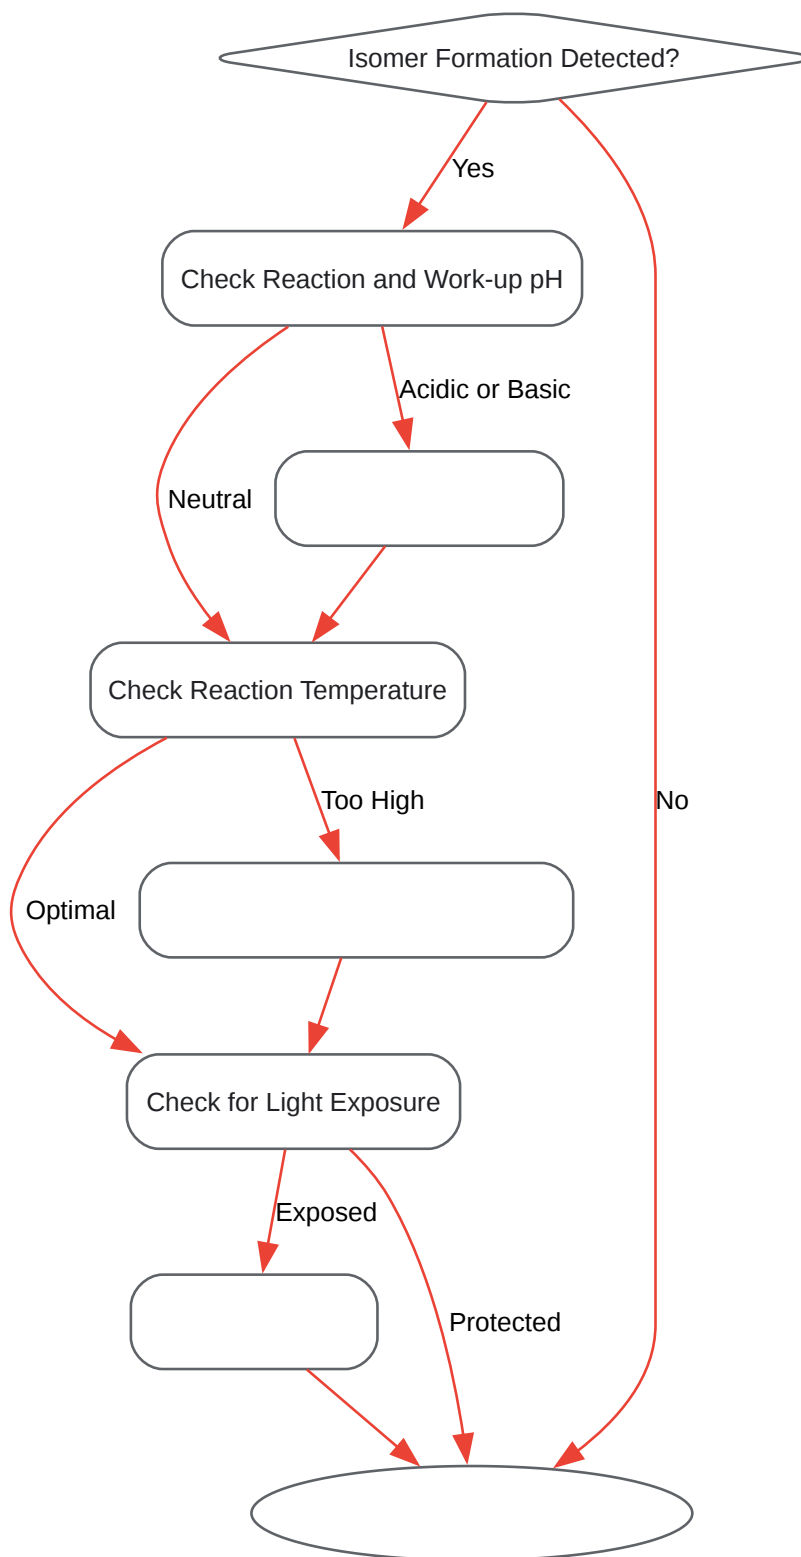 Isomer Formation Detected?
Yes
Check Reaction and Work-up pH
Acidic or Basic
Neutral
Check Reaction Temperature
Too High
No
Optimal
Check for Light Exposure
Exposed
Protected